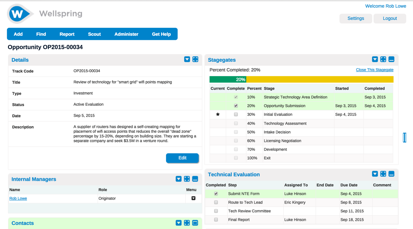 Welcome Rob Lowe
W Wellspring
Settings
Logout
Add Find Report Scout Administer Get Help
Opportunity OP2015-00034
Details
Track Code OP2015-00034
Title Review of technology for "smart grid" wifi points mapping
Type Investment
Status Active Evaluation
Date Sep 5, 2015
Description A supplier of routers has designed a self-creating mapping for
placement of wifi access points that reduces the overall "dead zone"
percentage by 15-20%, depending on building size. They are starting a
separate company and seek $3.5M in a venture round.
Edit
Internal Managers
Name Role Menu
Rob Lowe Originator
Contacts
Stagegates
Percent Completed: 20% Close This Stagegate
20%
Current Complete Percent Stage Started Completed
10% Strategic Technology Area Definition Sep 3, 2015
20% Opportunity Submission Sep 3, 2015 Sep 4, 2015
30% Initial Evaluation Sep 4, 2015
40% Technology Assessment
50% Intake Decision
60% Licensing Negotiation
70% Development
100% Exit
Technical Evaluation
Completed Step Assigned To End Date Due Date Comment
Submit NTE Form Luke Hinson Sep 4, 2015
Route to Tech Lead Eric Kingery Sep 8, 2015
Tech Review Committee Sep 11, 2015
Final Report Luke Hinson Sep 18, 2015